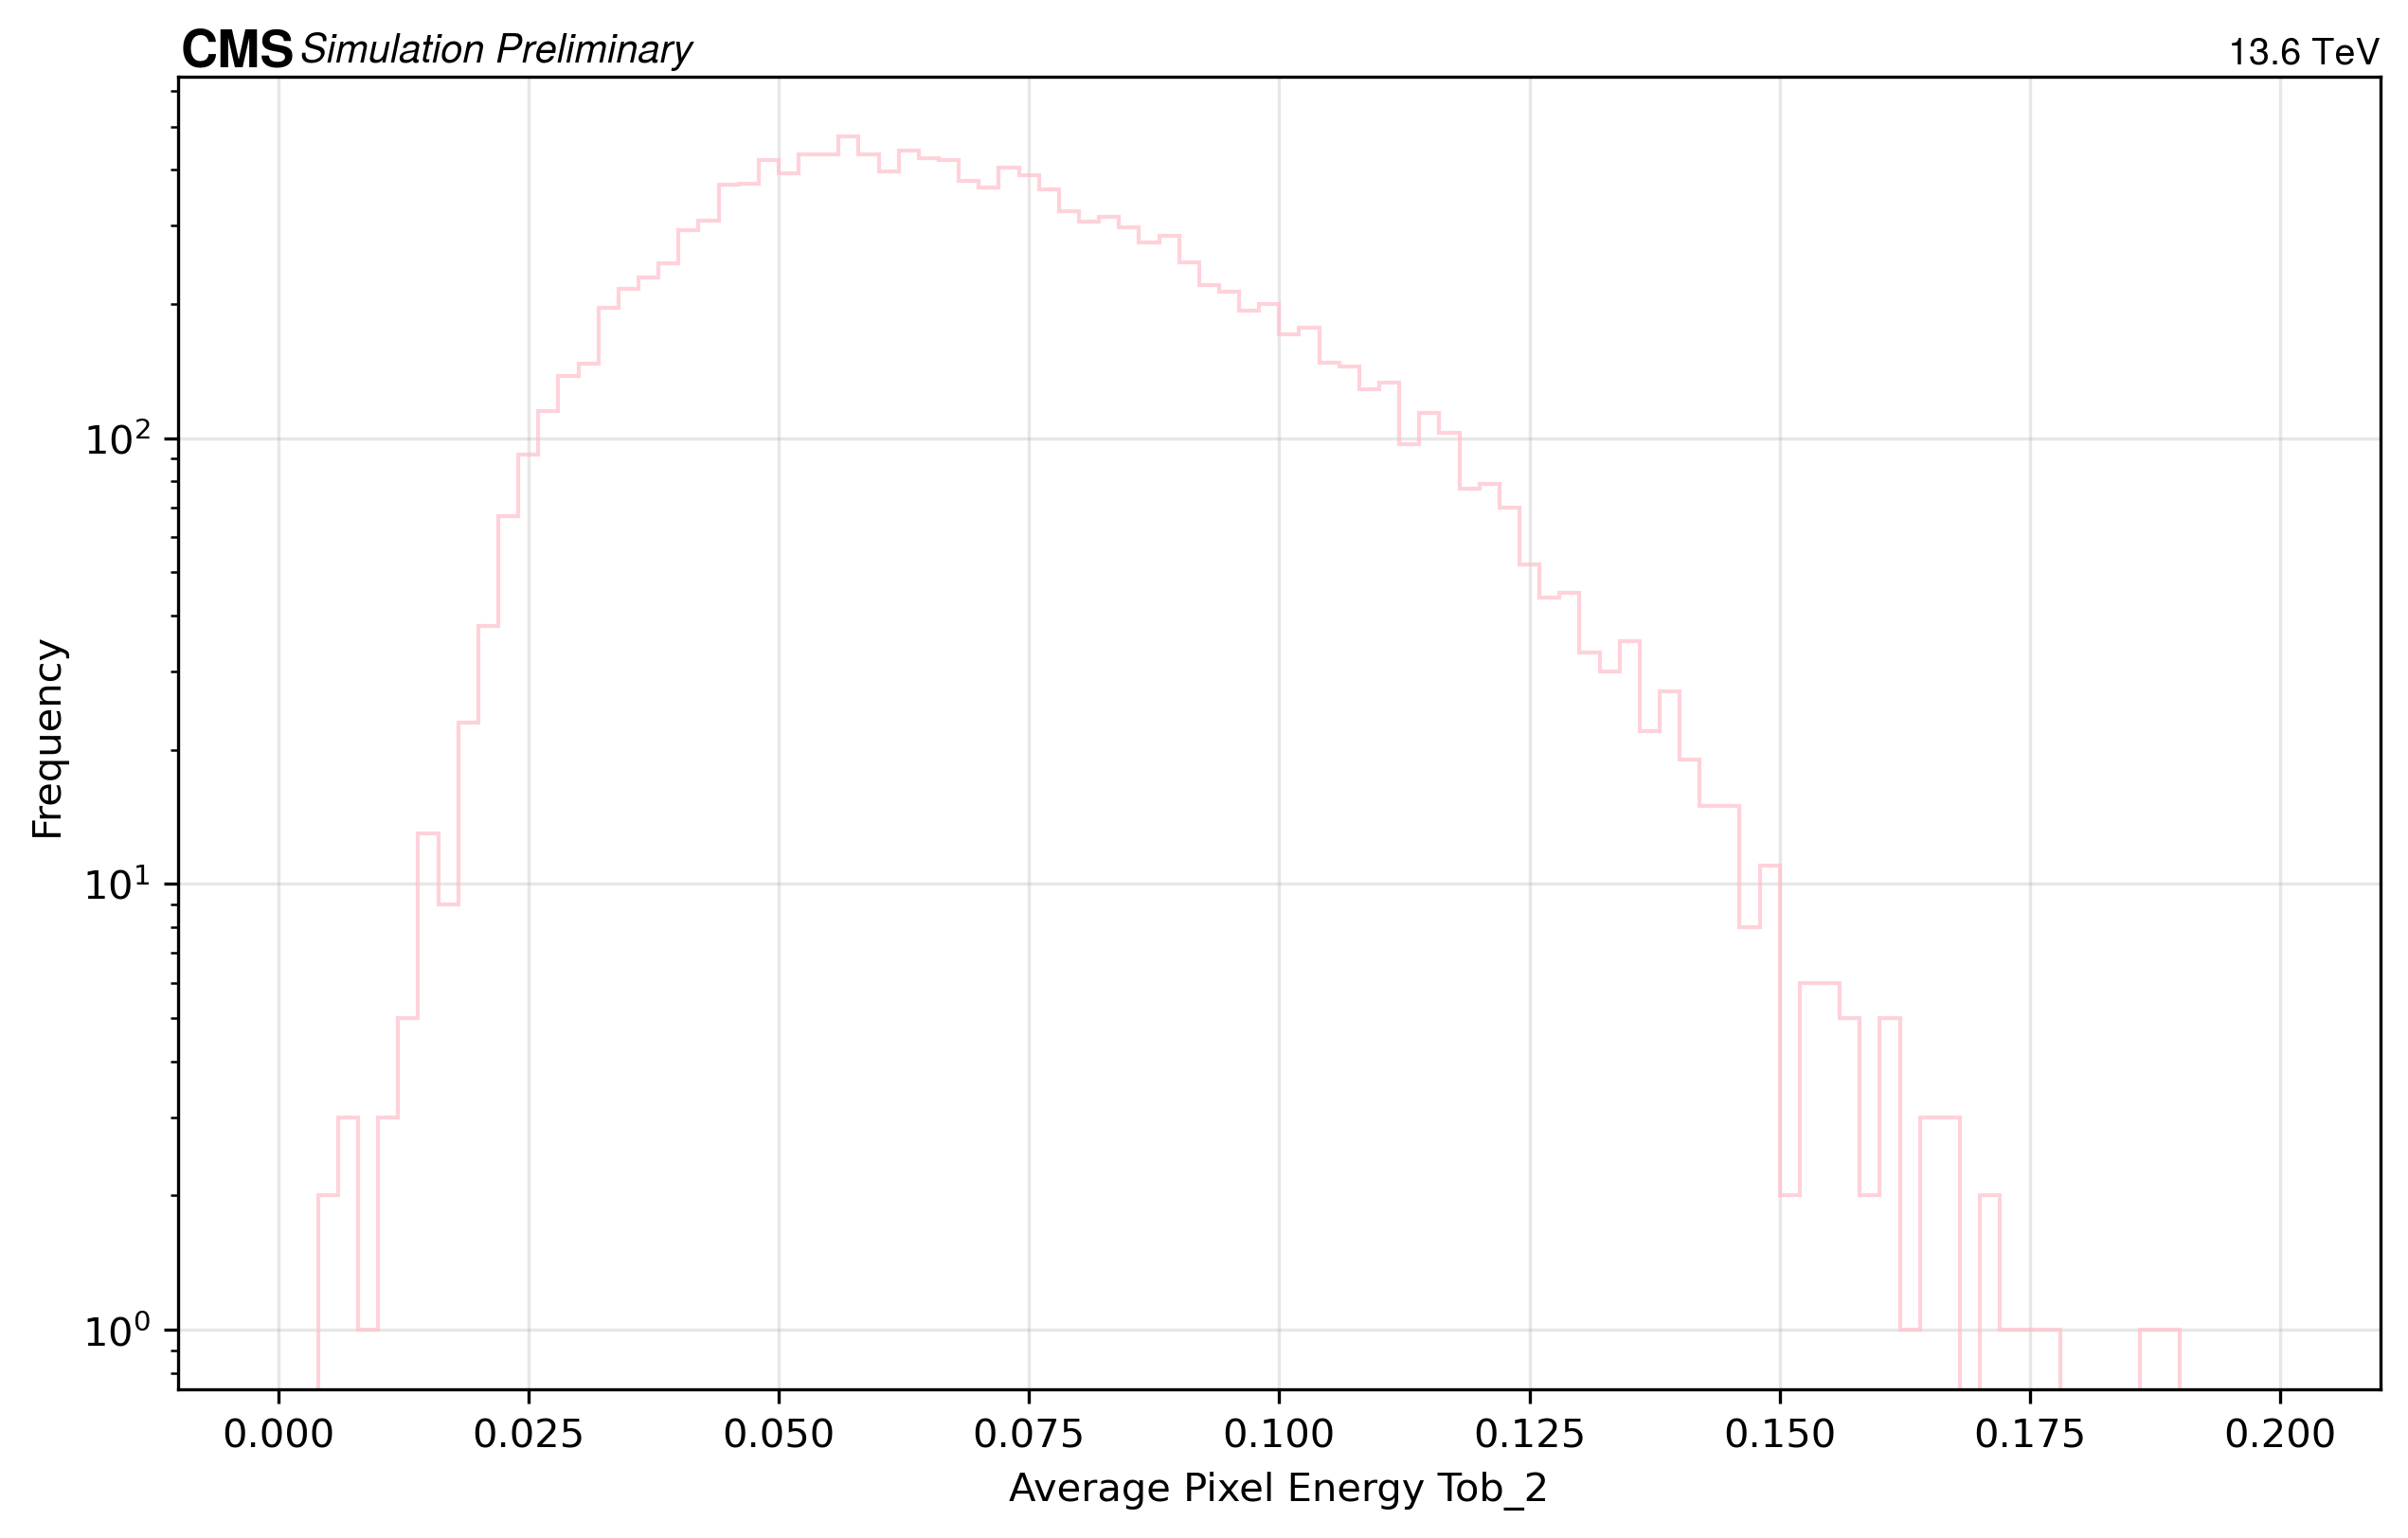 CMS Simulation Preliminary 13.6 TeV
Frequency
10²
10¹
10⁰
0.000 0.025 0.050 0.075 0.100 0.125 0.150 0.175 0.200
Average Pixel Energy Tob_2